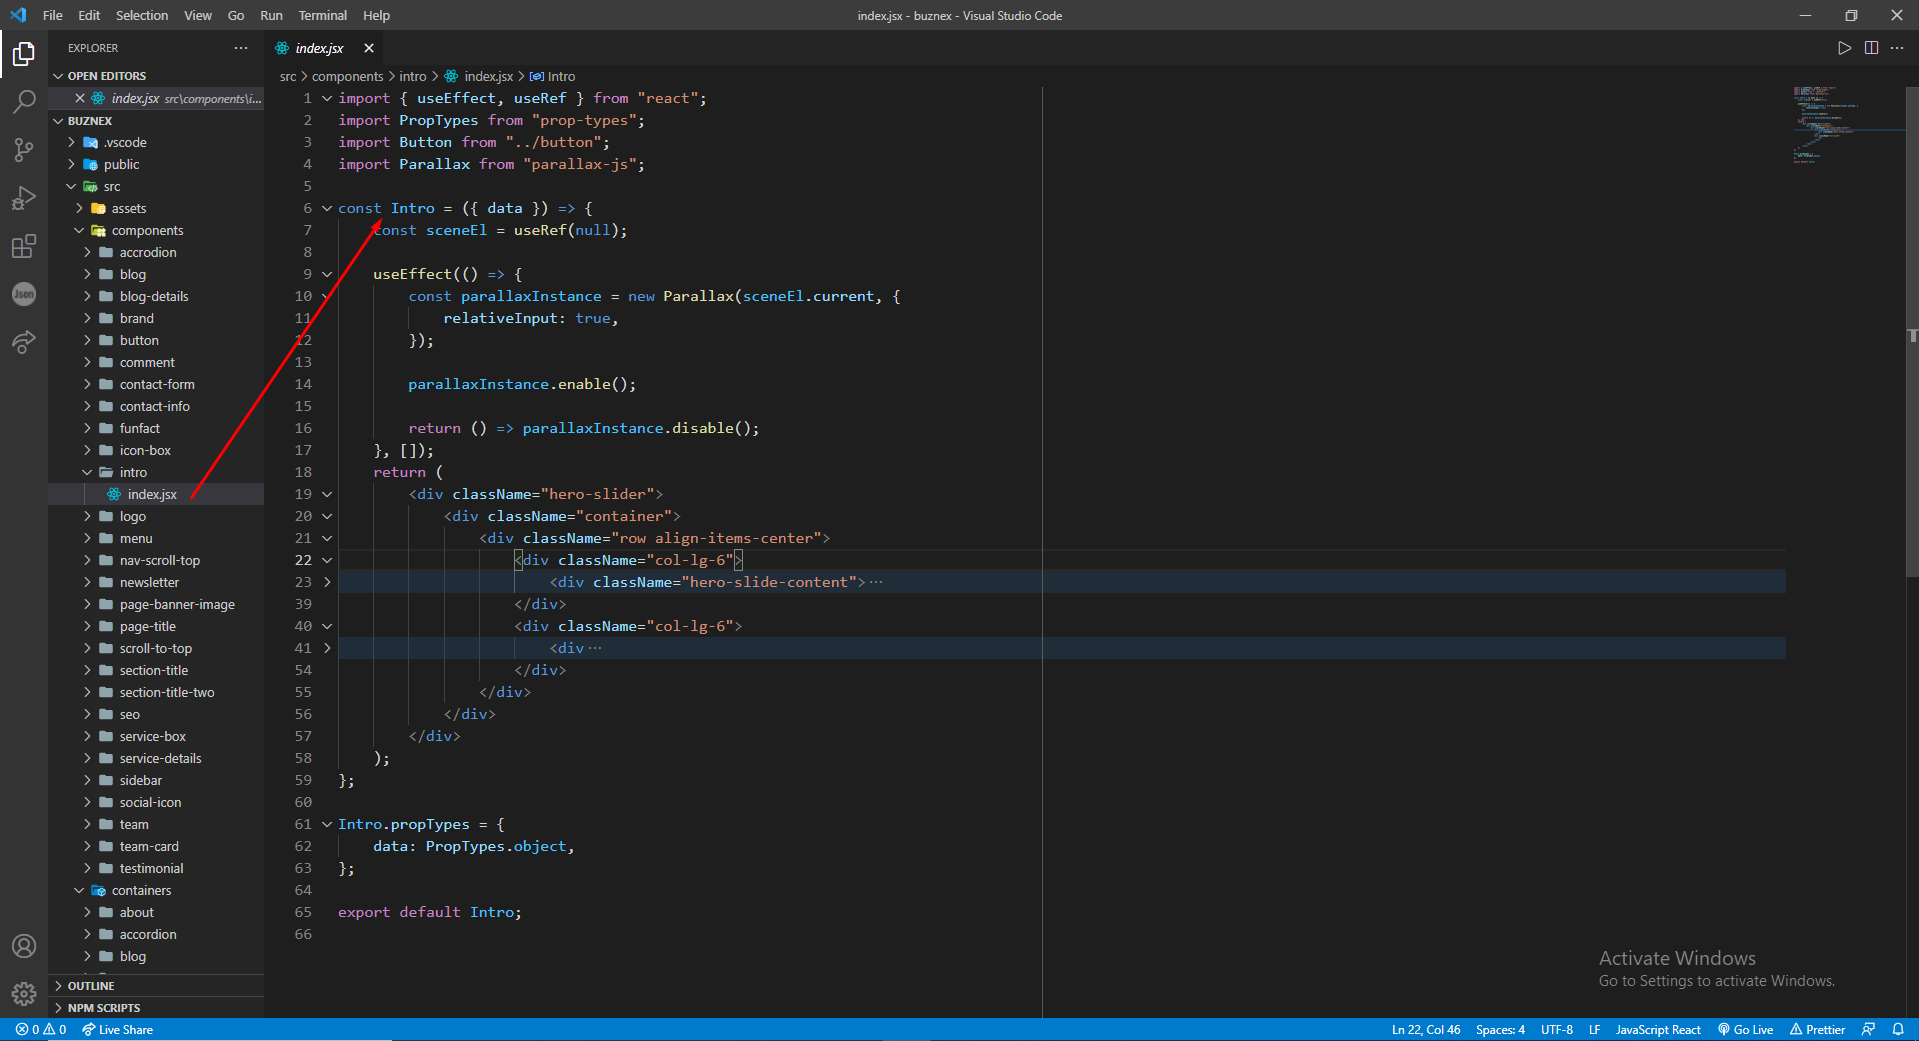 File Edit Selection View Go Run Terminal Help
index.jsx - buznex - Visual Studio Code
EXPLORER
OPEN EDITORS
index.jsx src\components\i...
BUZNEX
.vscode
public
src
assets
components
accrodion
blog
blog-details
brand
button
comment
contact-form
contact-info
funfact
icon-box
intro
index.jsx
logo
menu
nav-scroll-top
newsletter
page-banner-image
page-title
scroll-to-top
section-title
section-title-two
seo
service-box
service-details
sidebar
social-icon
team
team-card
testimonial
containers
about
accordion
blog
OUTLINE
NPM SCRIPTS
Json
index.jsx
src > components > intro > index.jsx > Intro
1 import { useEffect, useRef } from "react";
2 import PropTypes from "prop-types";
3 import Button from "../button";
4 import Parallax from "parallax-js";
5
6 const Intro = ({ data }) => {
7 const sceneEl = useRef(null);
8
9 useEffect(() => {
10 const parallaxInstance = new Parallax(sceneEl.current, {
11 relativeInput: true,
12 });
13
14 parallaxInstance.enable();
15
16 return () => parallaxInstance.disable();
17 }, []);
18 return (
19 <div className="hero-slider">
20 <div className="container">
21 <div className="row align-items-center">
22 <div className="col-lg-6">
23 <div className="hero-slide-content">···
39 </div>
40 <div className="col-lg-6">
41 <div···
54 </div>
55 </div>
56 </div>
57 </div>
58 );
59 };
60
61 Intro.propTypes = {
62 data: PropTypes.object,
63 };
64
65 export default Intro;
66
Activate Windows
Go to Settings to activate Windows.
0 0 Live Share
Ln 22, Col 46 Spaces: 4 UTF-8 LF JavaScript React Go Live Prettier